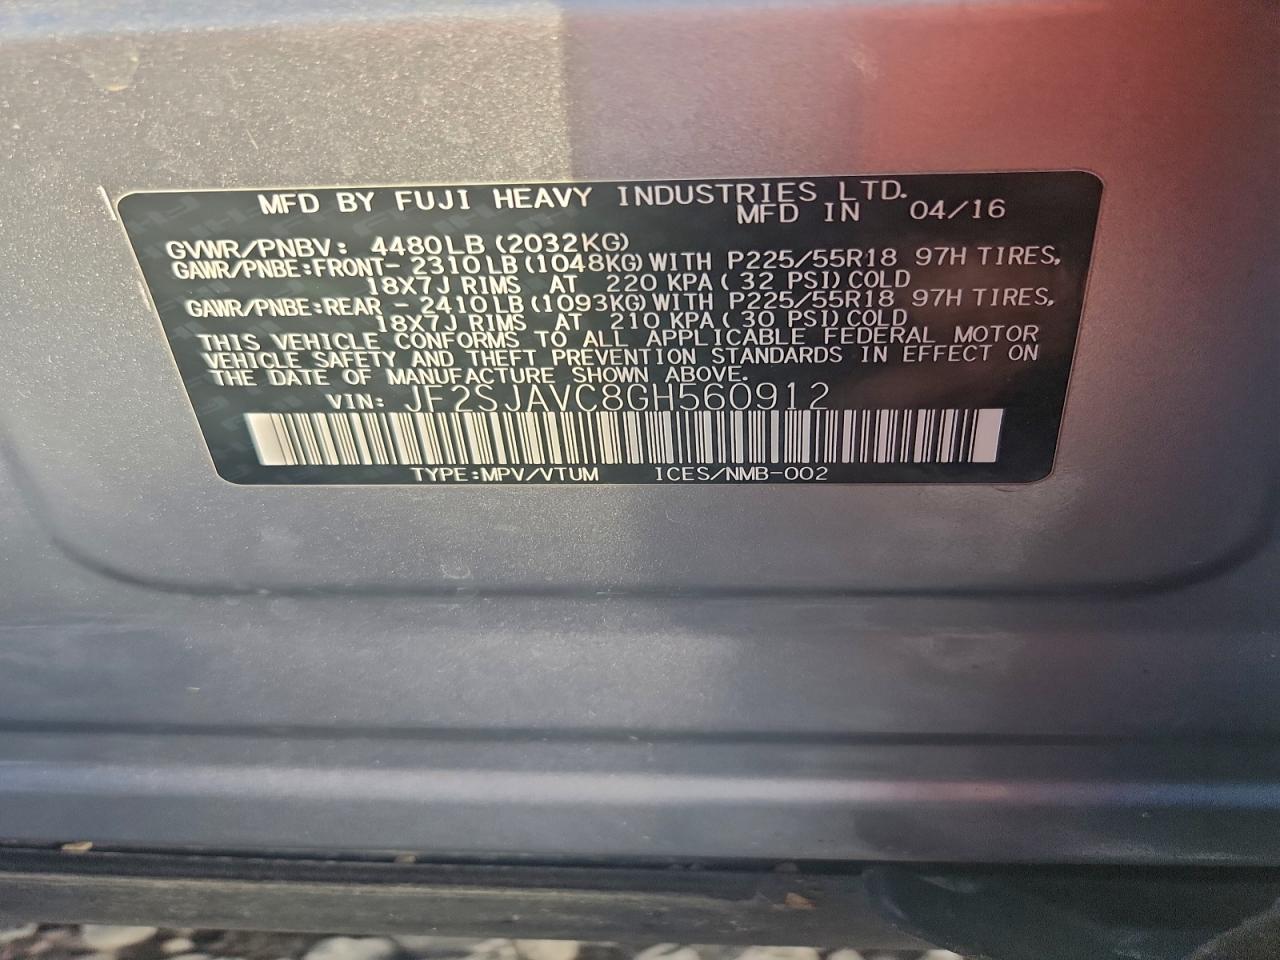 MFD BY FUJI HEAVY INDUSTRIES LTD.
MFD IN 04/16
GVWR/PNBV: 4480LB (2032KG)
GAWR/PNBE:FRONT- 2310LB(1048KG)WITH P225/55R18 97H TIRES,
18X7J RIMS AT 220 KPA(32 PSI)COLD
GAWR/PNBE:REAR - 2410LB(1093KG)WITH P225/55R18 97H TIRES,
18X7J RIMS AT 210 KPA(30 PSI)COLD
THIS VEHICLE CONFORMS TO ALL APPLICABLE FEDERAL MOTOR
VEHICLE SAFETY AND THEFT PREVENTION STANDARDS IN EFFECT ON
THE DATE OF MANUFACTURE SHOWN ABOVE.
VIN: JF2SJAVC8GH560912
TYPE:MPV/VTUM ICES/NMB-002